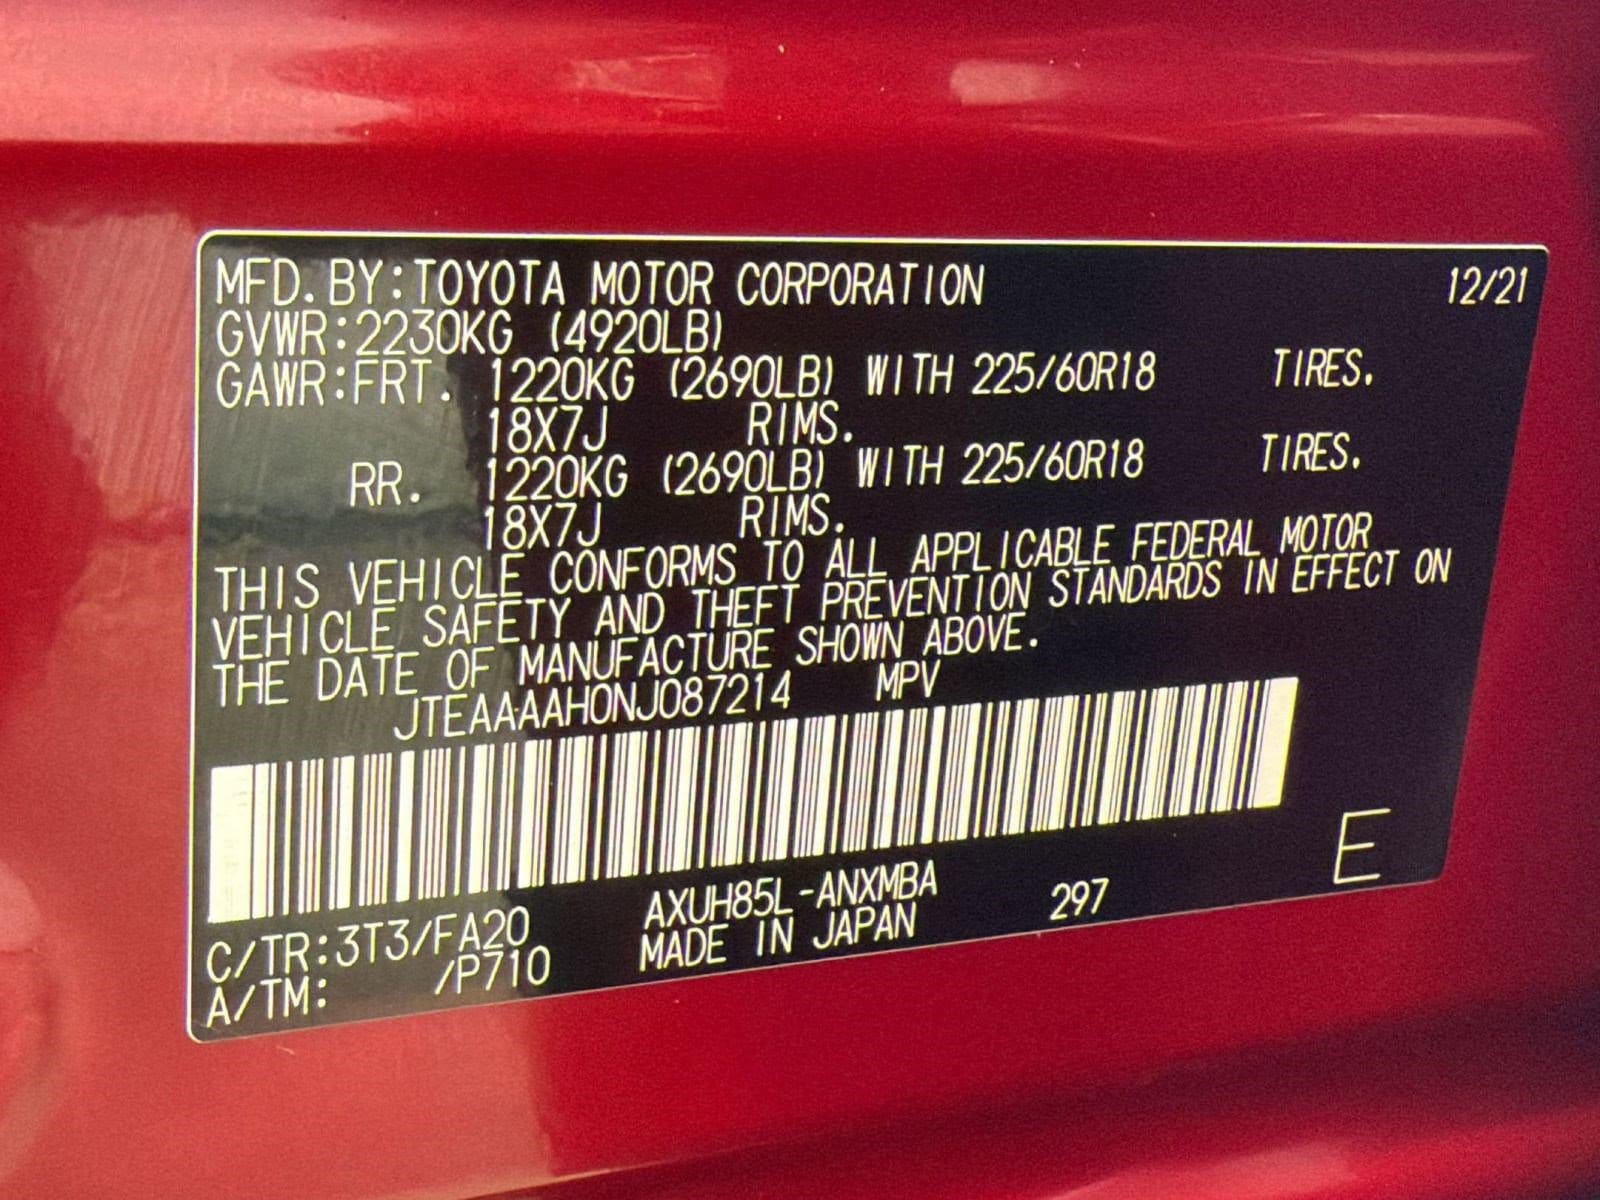 MFD. BY: TOYOTA MOTOR CORPORATION 12/21
GVWR: 2230KG (4920LB)
GAWR: FRT. 1220KG (2690LB) WITH 225/60R18 TIRES.
18X7J RIMS.
RR. 1220KG (2690LB) WITH 225/60R18 TIRES.
18X7J RIMS.
THIS VEHICLE CONFORMS TO ALL APPLICABLE FEDERAL MOTOR
VEHICLE SAFETY AND THEFT PREVENTION STANDARDS IN EFFECT ON
THE DATE OF MANUFACTURE SHOWN ABOVE.
JTEAAAAH0NJ087214 MPV
E
C/TR: 3T3/FA20 AXUH85L-ANXMBA 297
A/TM: /P710 MADE IN JAPAN